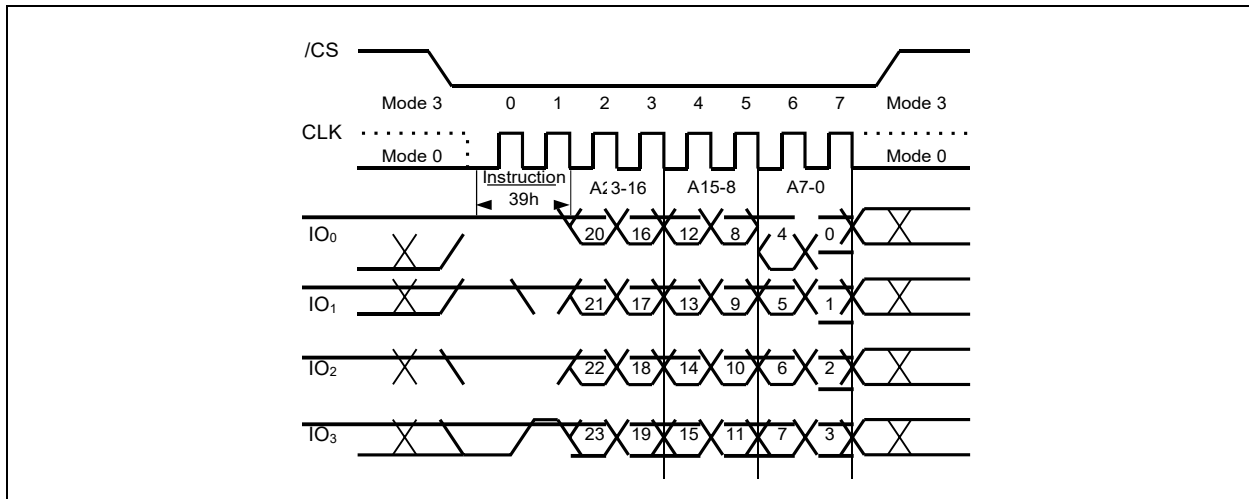 /CS
Mode 3 0 1 2 3 4 5 6 7 Mode 3
CLK
Mode 0 Mode 0
Instruction A23-16 A15-8 A7-0
39h
IO0 20 16 12 8 4 0
IO1 21 17 13 9 5 1
IO2 22 18 14 10 6 2
IO3 23 19 15 11 7 3